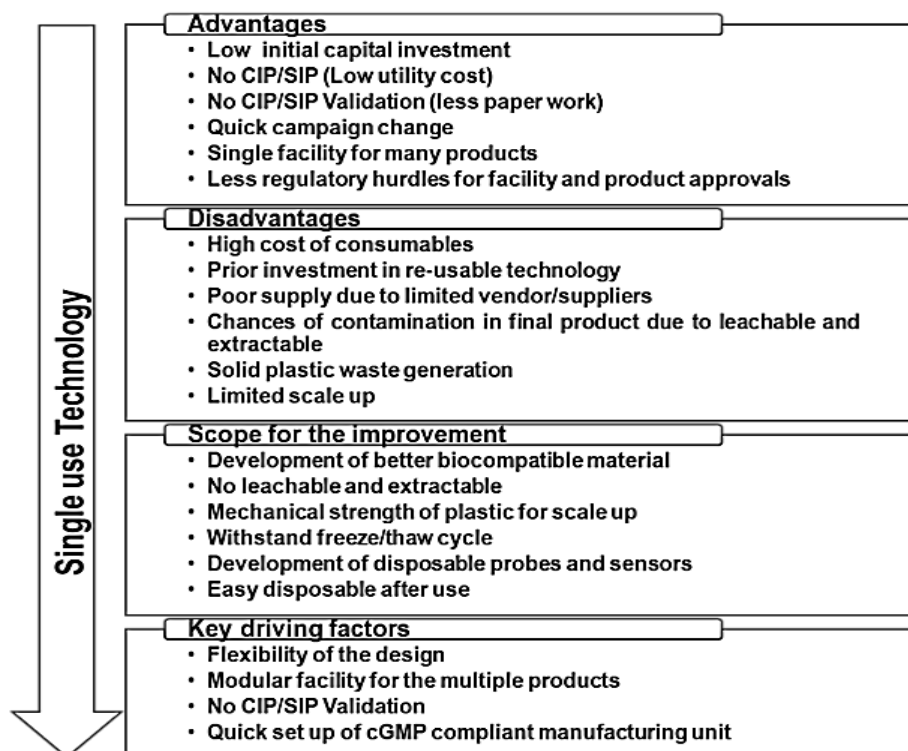 Single use Technology
Advantages
• Low initial capital investment
• No CIP/SIP (Low utility cost)
• No CIP/SIP Validation (less paper work)
• Quick campaign change
• Single facility for many products
• Less regulatory hurdles for facility and product approvals
Disadvantages
• High cost of consumables
• Prior investment in re-usable technology
• Poor supply due to limited vendor/suppliers
• Chances of contamination in final product due to leachable and
extractable
• Solid plastic waste generation
• Limited scale up
Scope for the improvement
• Development of better biocompatible material
• No leachable and extractable
• Mechanical strength of plastic for scale up
• Withstand freeze/thaw cycle
• Development of disposable probes and sensors
• Easy disposable after use
Key driving factors
• Flexibility of the design
• Modular facility for the multiple products
• No CIP/SIP Validation
• Quick set up of cGMP compliant manufacturing unit